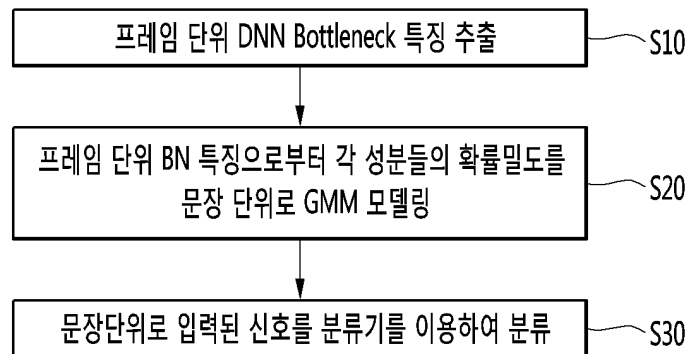 프레임 단위 DNN Bottleneck 특징 추출
S10
프레임 단위 BN 특징으로부터 각 성분들의 확률밀도를
문장 단위로 GMM 모델링
S20
문장단위로 입력된 신호를 분류기를 이용하여 분류
S30